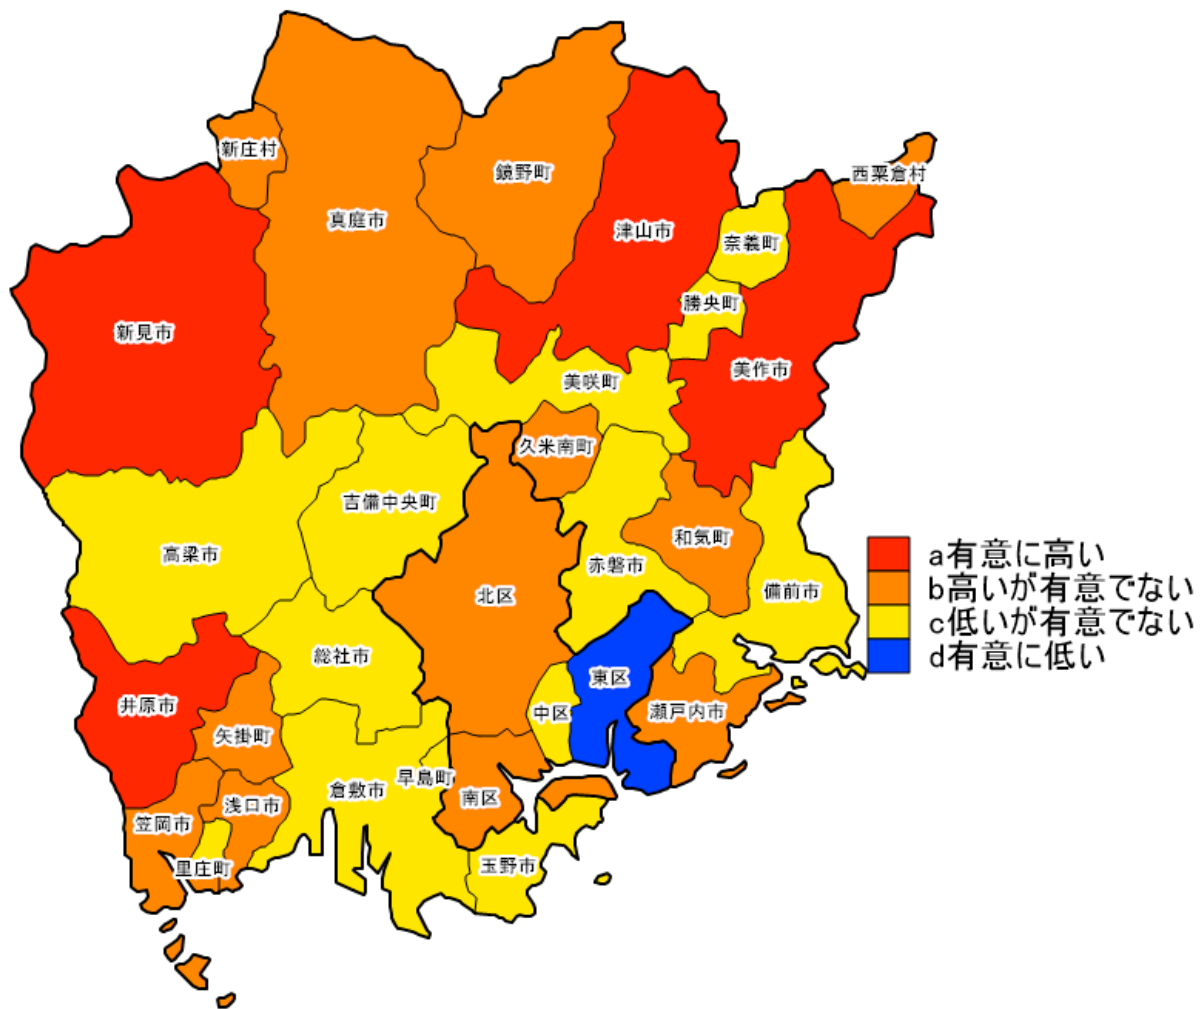 新庄村
鏡野町
西粟倉村
真庭市
津山市
奈義町
勝央町
新見市
美作市
美咲町
久米南町
吉備中央町
和気町
高梁市
赤磐市
備前市
北区
a有意に高い
b高いが有意でない
c低いが有意でない
d有意に低い
総社市
東区
井原市
中区
瀬戸内市
矢掛町
早島町
倉敷市
南区
浅口市
笠岡市
里庄町
玉野市